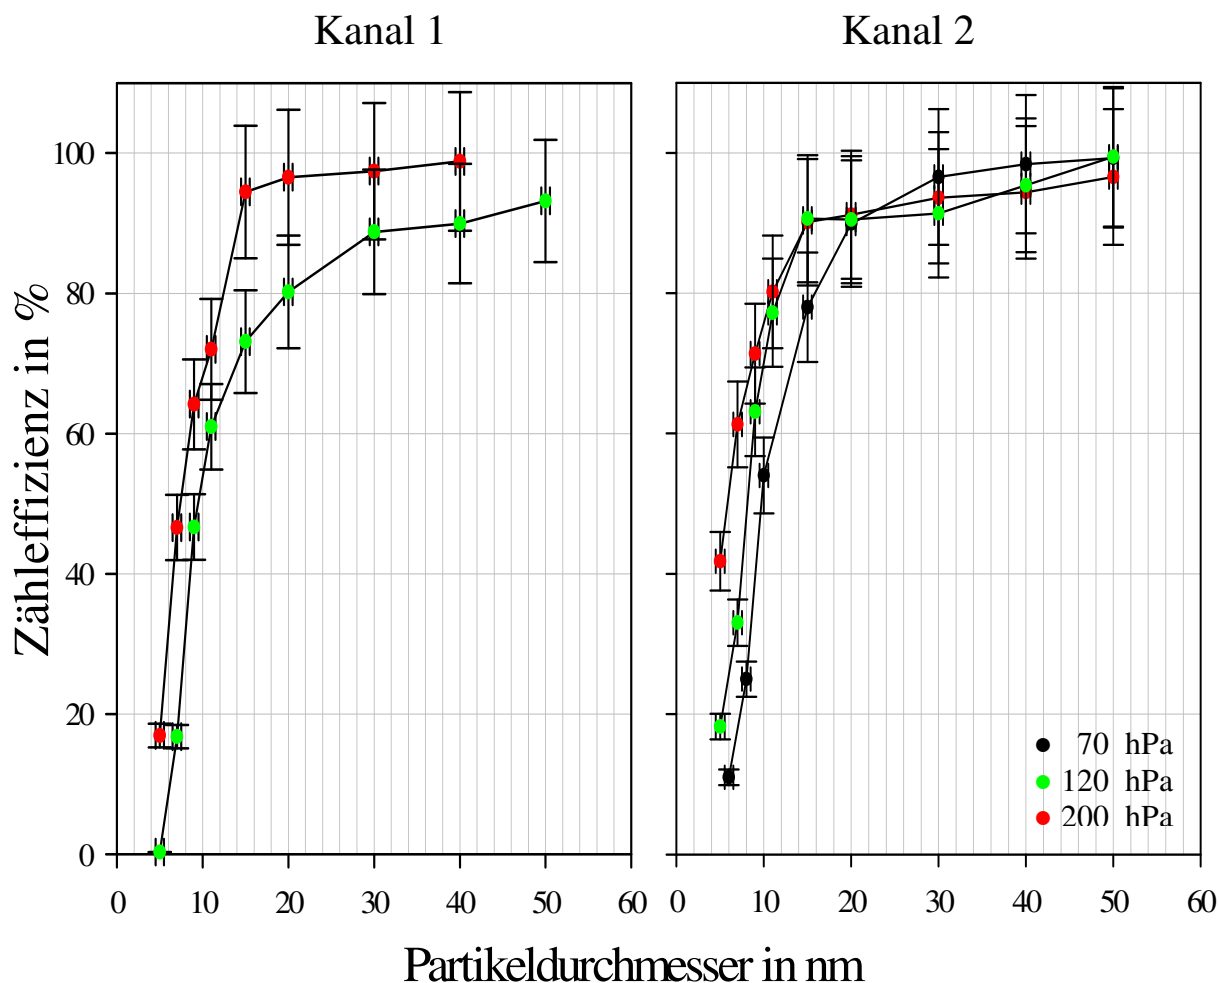 Kanal 1
Kanal 2
Zähleffizienz in %
100
80
60
40
20
0
0 10 20 30 40 50 60
0 10 20 30 40 50 60
70 hPa
120 hPa
200 hPa
Partikeldurchmesser in nm